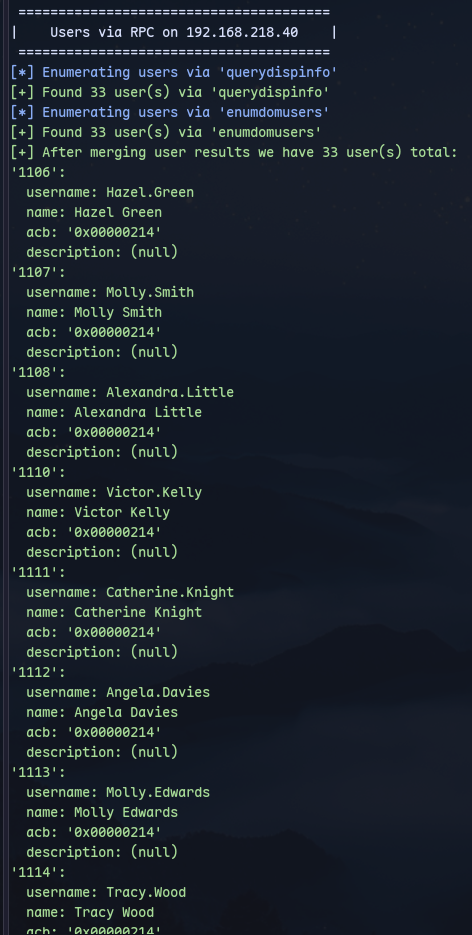 =======================================
|    Users via RPC on 192.168.218.40    |
=======================================
[*] Enumerating users via 'querydispinfo'
[+] Found 33 user(s) via 'querydispinfo'
[*] Enumerating users via 'enumdomusers'
[+] Found 33 user(s) via 'enumdomusers'
[+] After merging user results we have 33 user(s) total:
'1106':
  username: Hazel.Green
  name: Hazel Green
  acb: '0x00000214'
  description: (null)
'1107':
  username: Molly.Smith
  name: Molly Smith
  acb: '0x00000214'
  description: (null)
'1108':
  username: Alexandra.Little
  name: Alexandra Little
  acb: '0x00000214'
  description: (null)
'1110':
  username: Victor.Kelly
  name: Victor Kelly
  acb: '0x00000214'
  description: (null)
'1111':
  username: Catherine.Knight
  name: Catherine Knight
  acb: '0x00000214'
  description: (null)
'1112':
  username: Angela.Davies
  name: Angela Davies
  acb: '0x00000214'
  description: (null)
'1113':
  username: Molly.Edwards
  name: Molly Edwards
  acb: '0x00000214'
  description: (null)
'1114':
  username: Tracy.Wood
  name: Tracy Wood
  acb: '0x00000214'